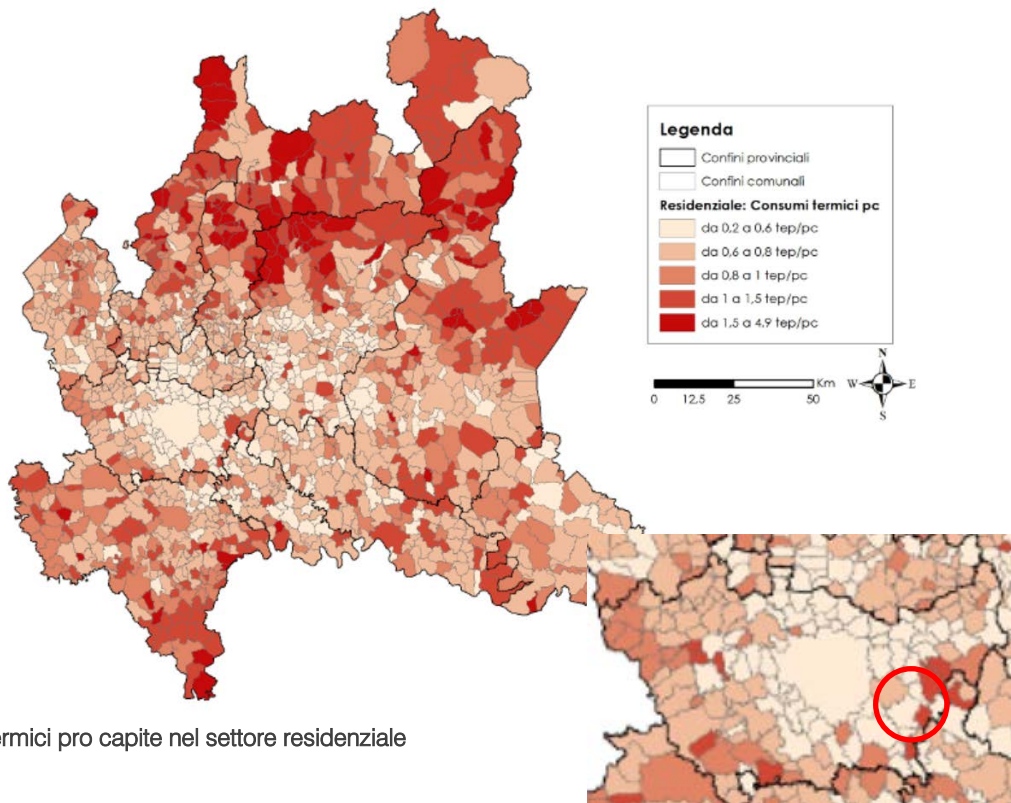 Legenda
Confini provinciali
Confini comunali
Residenziale: Consumi termici pc
da 0,2 a 0,6 tep/pc
da 0,6 a 0,8 tep/pc
da 0,8 a 1 tep/pc
da 1 a 1,5 tep/pc
da 1,5 a 4,9 tep/pc
N
W E
S
Km
0 12,5 25 50
ermici pro capite nel settore residenziale